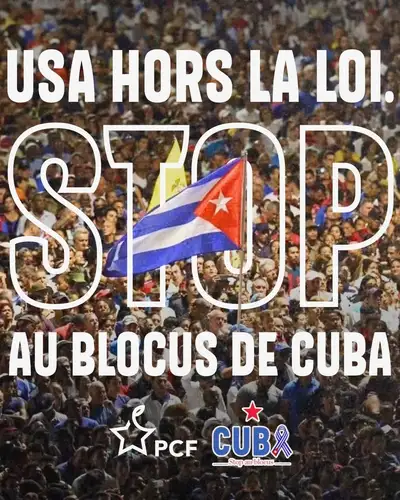 USA HORS LA LOI.
STOP
AU BLOCUS DE CUBA
PCF
CUBA
Stop au blocus